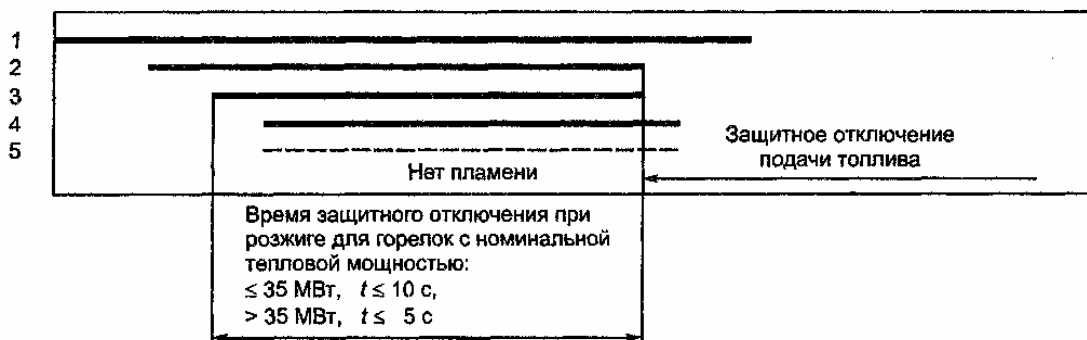 1
2
3
4
5
Нет пламени
Защитное отключение
подачи топлива
Время защитного отключения при
розжиге для горелок с номинальной
тепловой мощностью:
≤ 35 МВт, t ≤ 10 с,
> 35 МВт, t ≤ 5 с